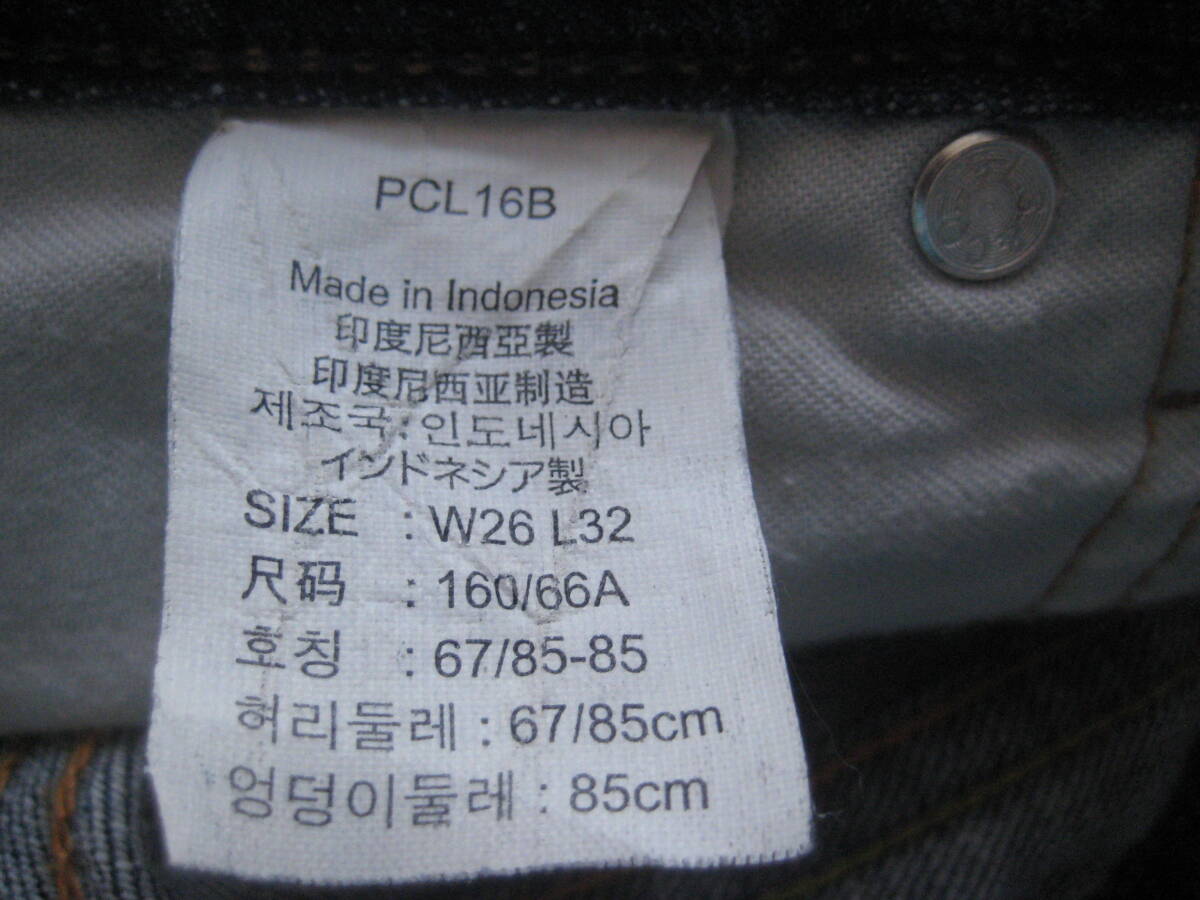 PCL16B
Made in Indonesia
印度尼西亞製
印度尼西亚制造
제조국: 인도네시아
インドネシア製
SIZE : W26 L32
尺码 : 160/66A
호칭 : 67/85-85
허리둘레 : 67/85cm
엉덩이둘레 : 85cm